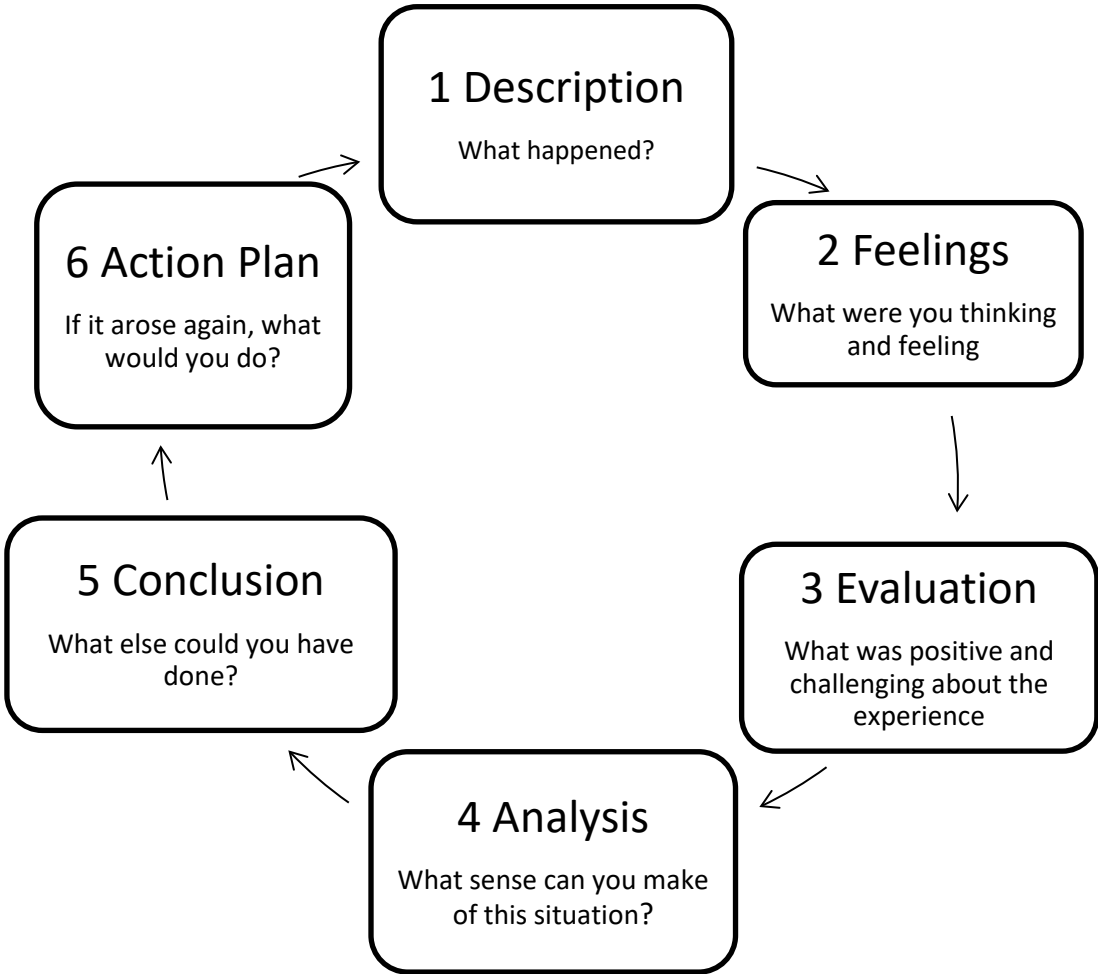 1 Description
What happened?
2 Feelings
What were you thinking
and feeling
3 Evaluation
What was positive and
challenging about the
experience
4 Analysis
What sense can you make
of this situation?
5 Conclusion
What else could you have
done?
6 Action Plan
If it arose again, what
would you do?